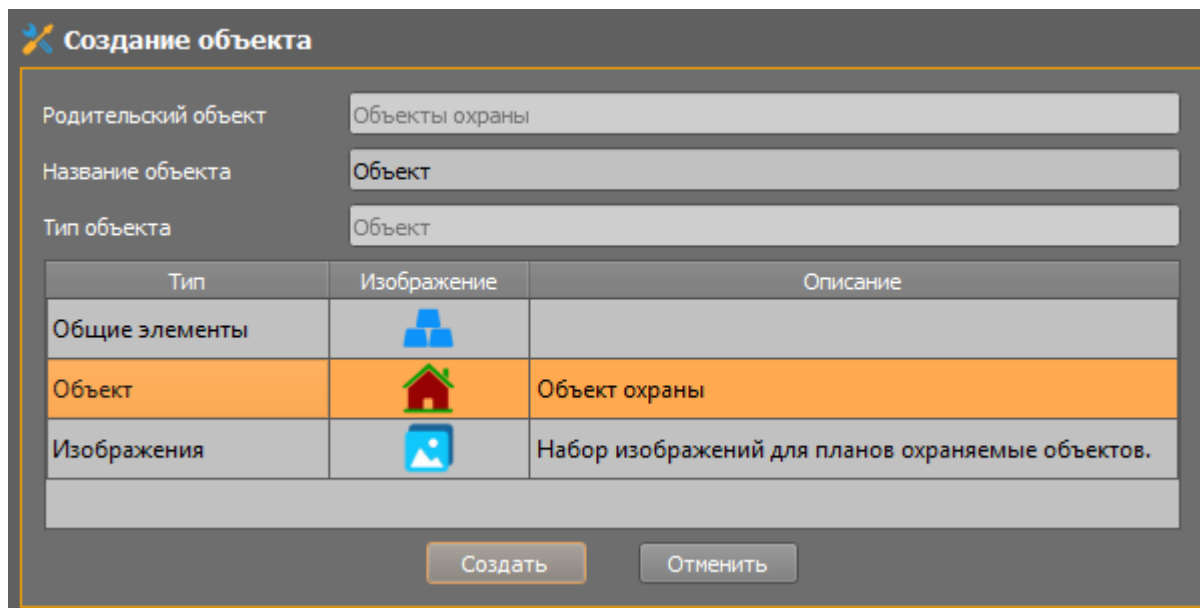 Создание объекта
Родительский объект Объекты охраны
Название объекта Объект
Тип объекта Объект
Тип Изображение Описание
Общие элементы
Объект Объект охраны
Изображения Набор изображений для планов охраняемые объектов.
Создать Отменить